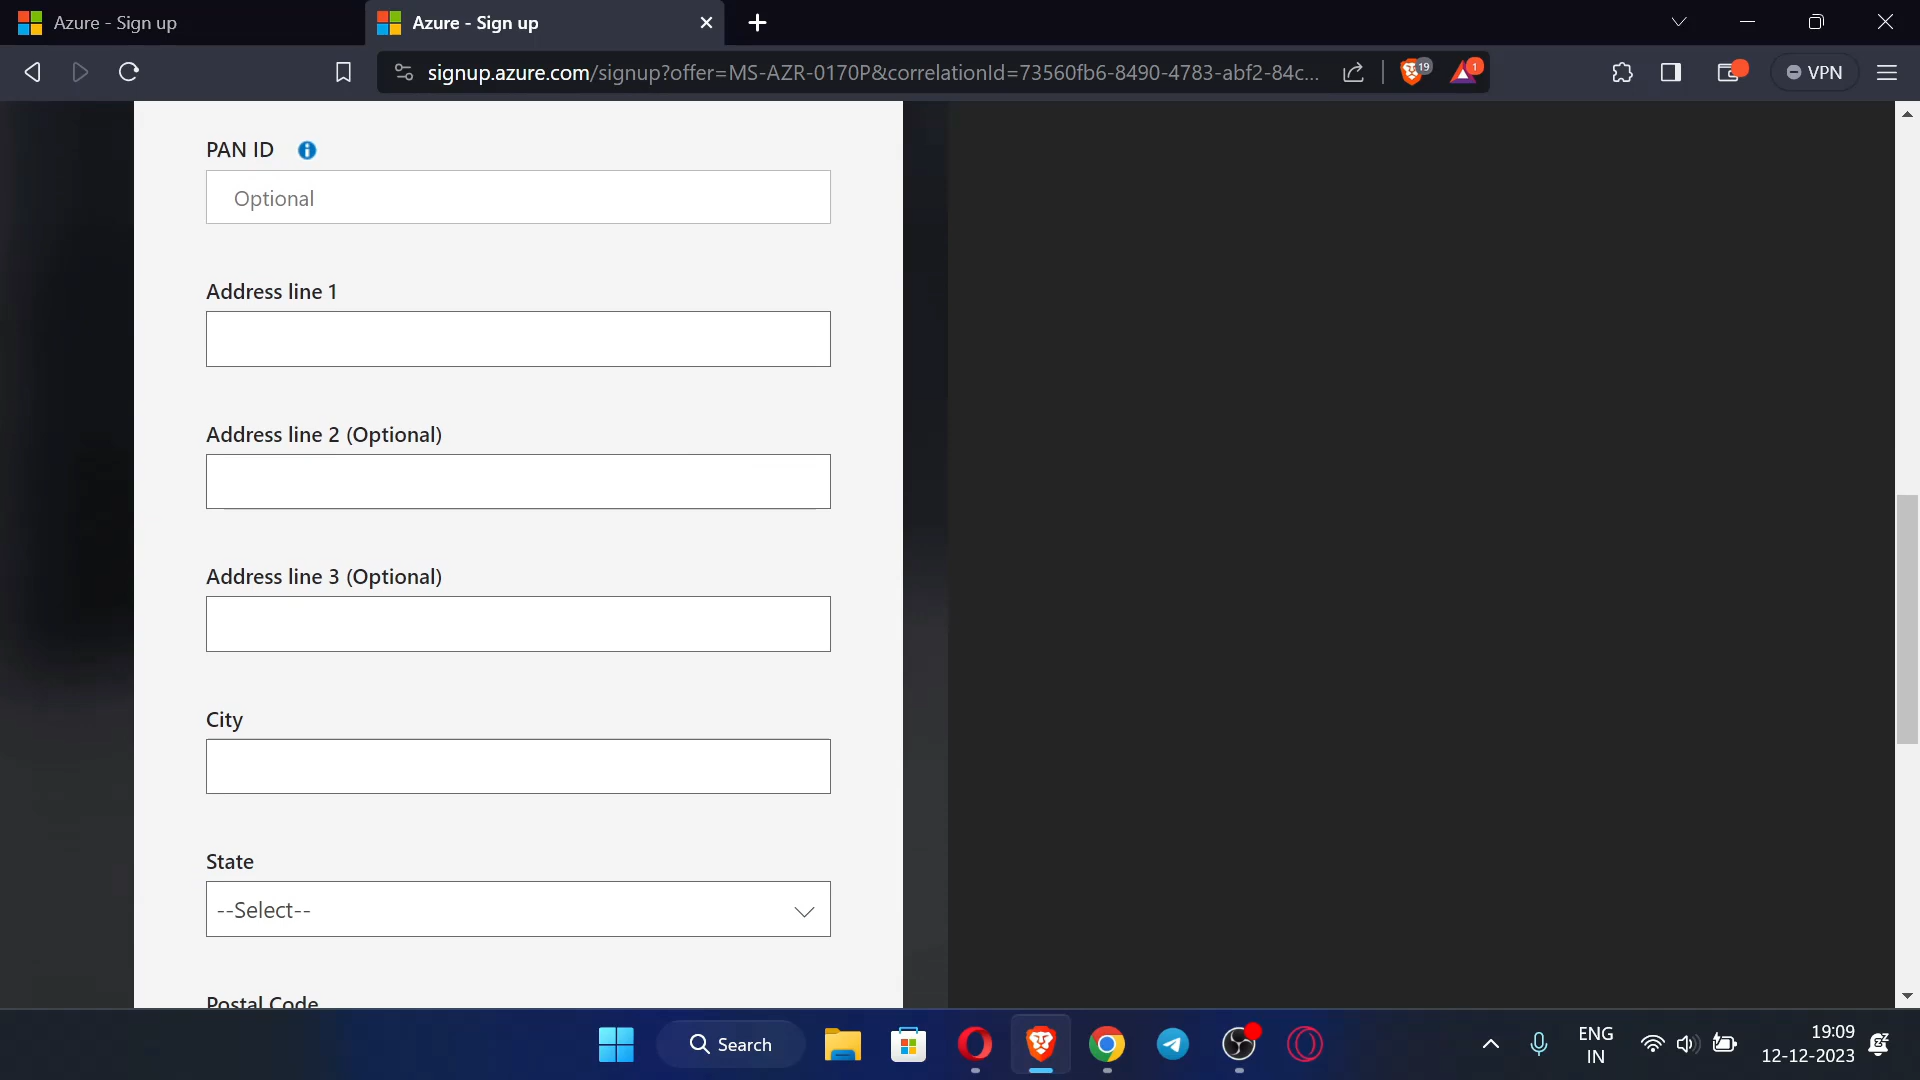 Azure - Sign up
Azure - Sign up
signup.azure.com/signup?offer=MS-AZR-0170P&correlationId=73560fb6-8490-4783-abf2-84c...
19
1
VPN
PAN ID
Optional
Address line 1
Address line 2 (Optional)
Address line 3 (Optional)
City
State
--Select--
Postal Code
Search
ENG
IN
19:09
12-12-2023